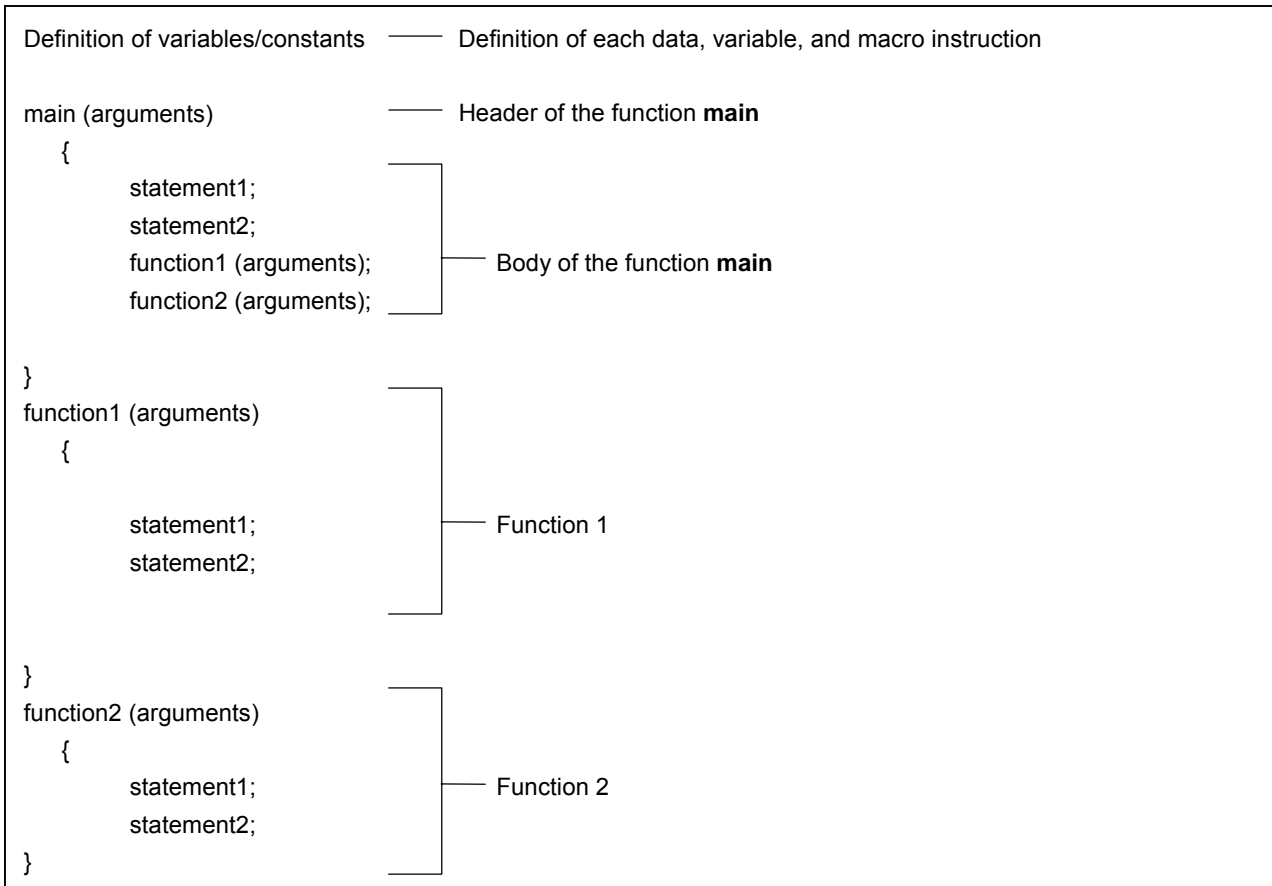 Definition of variables/constants Definition of each data, variable, and macro instruction
main (arguments) Header of the function main
{
statement1;
statement2;
function1 (arguments); Body of the function main
function2 (arguments);
}
function1 (arguments)
{
statement1; Function 1
statement2;
}
function2 (arguments)
{
statement1; Function 2
statement2;
}